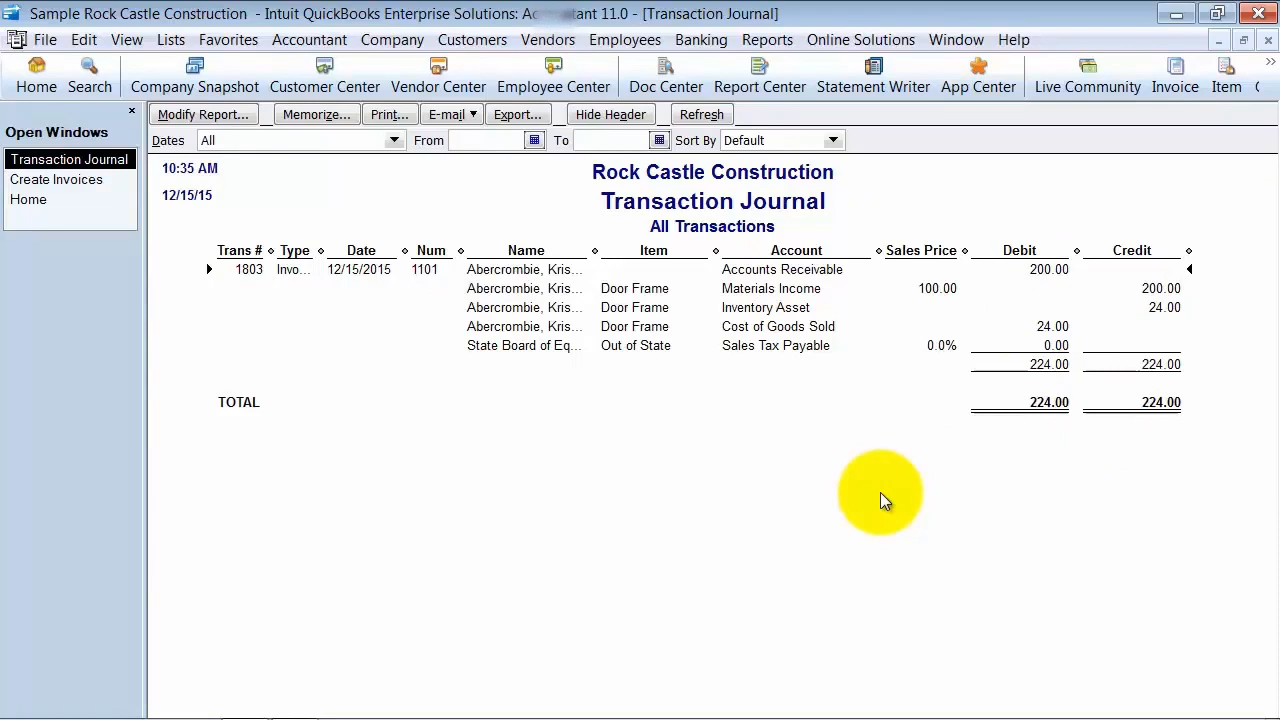 Sample Rock Castle Construction - Intuit QuickBooks Enterprise Solutions: 11.0 - [Transaction Journal]
File Edit View Lists Favorites Accountant Company Customers Vendors Employees Banking Reports Online Solutions Window Help
Home Search Company Snapshot Customer Center Vendor Center Employee Center Doc Center Report Center Statement Writer App Center Live Community Invoice Item
Open Windows
Transaction Journal
Create Invoices
Home
Modify Report... Memorize... Print... E-mail Export... Hide Header Refresh
Dates All From To Sort By Default
10:35 AM
12/15/15
Rock Castle Construction
Transaction Journal
All Transactions
Trans # Type Date Num Name Item Account Sales Price Debit Credit
1803 Invo... 12/15/2015 1101 Abercrombie, Kris... Accounts Receivable 200.00
Abercrombie, Kris... Door Frame Materials Income 100.00 200.00
Abercrombie, Kris... Door Frame Inventory Asset 24.00
Abercrombie, Kris... Door Frame Cost of Goods Sold 24.00
State Board of Eq... Out of State Sales Tax Payable 0.0% 0.00
224.00 224.00
TOTAL 224.00 224.00